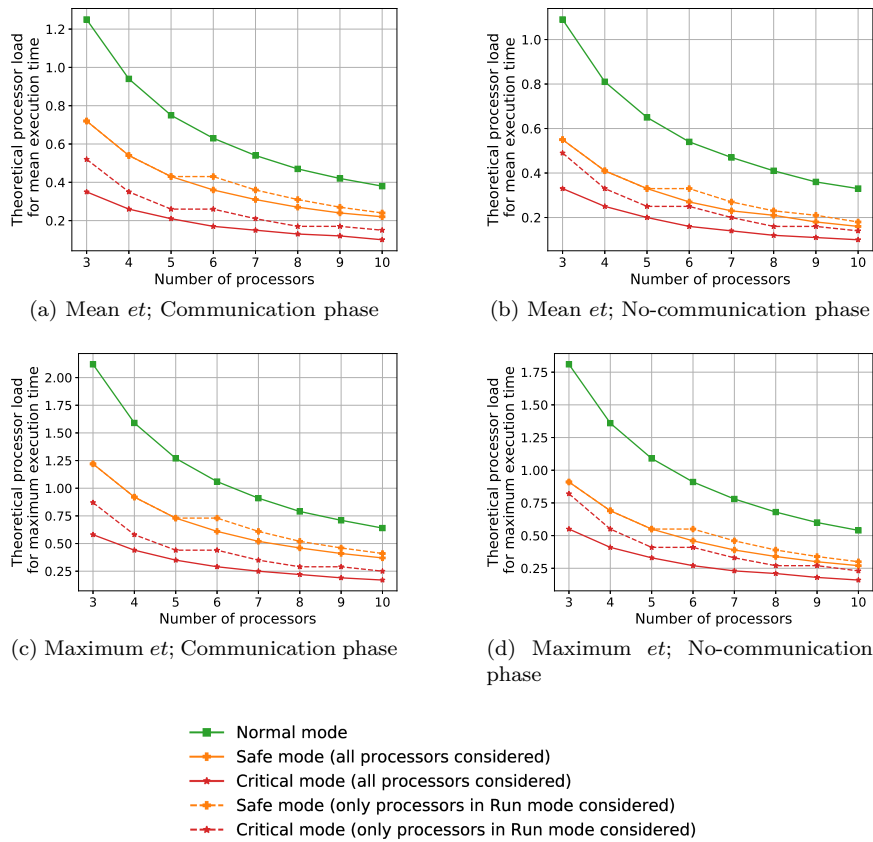 Theoretical processor load
for mean execution time
1.2
1.0
0.8
0.6
0.4
0.2
3 4 5 6 7 8 9 10
Number of processors
(a) Mean et; Communication phase
Theoretical processor load
for mean execution time
1.0
0.8
0.6
0.4
0.2
3 4 5 6 7 8 9 10
Number of processors
(b) Mean et; No-communication phase
Theoretical processor load
for maximum execution time
2.00
1.75
1.50
1.25
1.00
0.75
0.50
0.25
3 4 5 6 7 8 9 10
Number of processors
(c) Maximum et; Communication phase
Theoretical processor load
for maximum execution time
1.75
1.50
1.25
1.00
0.75
0.50
0.25
3 4 5 6 7 8 9 10
Number of processors
(d) Maximum et; No-communication
phase
Normal mode
Safe mode (all processors considered)
Critical mode (all processors considered)
Safe mode (only processors in Run mode considered)
Critical mode (only processors in Run mode considered)